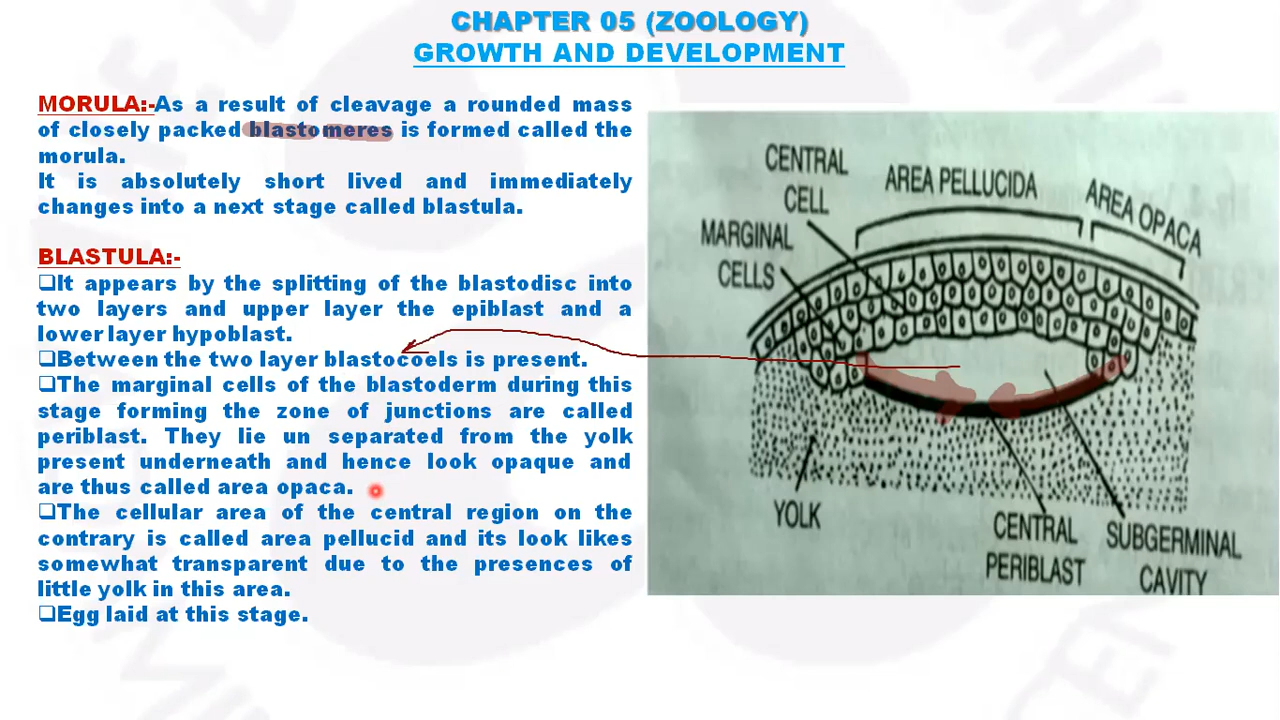 CHAPTER 05 (ZOOLOGY)
GROWTH AND DEVELOPMENT
MORULA:-As a result of cleavage a rounded mass
of closely packed blastomeres is formed called the
morula.
It is absolutely short lived and immediately
changes into a next stage called blastula.
BLASTULA:-
❑It appears by the splitting of the blastodisc into
two layers and upper layer the epiblast and a
lower layer hypoblast.
❑Between the two layer blastocoels is present.
❑The marginal cells of the blastoderm during this
stage forming the zone of junctions are called
periblast. They lie un separated from the yolk
present underneath and hence look opaque and
are thus called area opaca.
❑The cellular area of the central region on the
contrary is called area pellucid and its look likes
somewhat transparent due to the presences of
little yolk in this area.
❑Egg laid at this stage.
CENTRAL
CELL
AREA PELLUCIDA
AREA OPACA
MARGINAL
CELLS
YOLK
CENTRAL
PERIBLAST
SUBGERMINAL
CAVITY